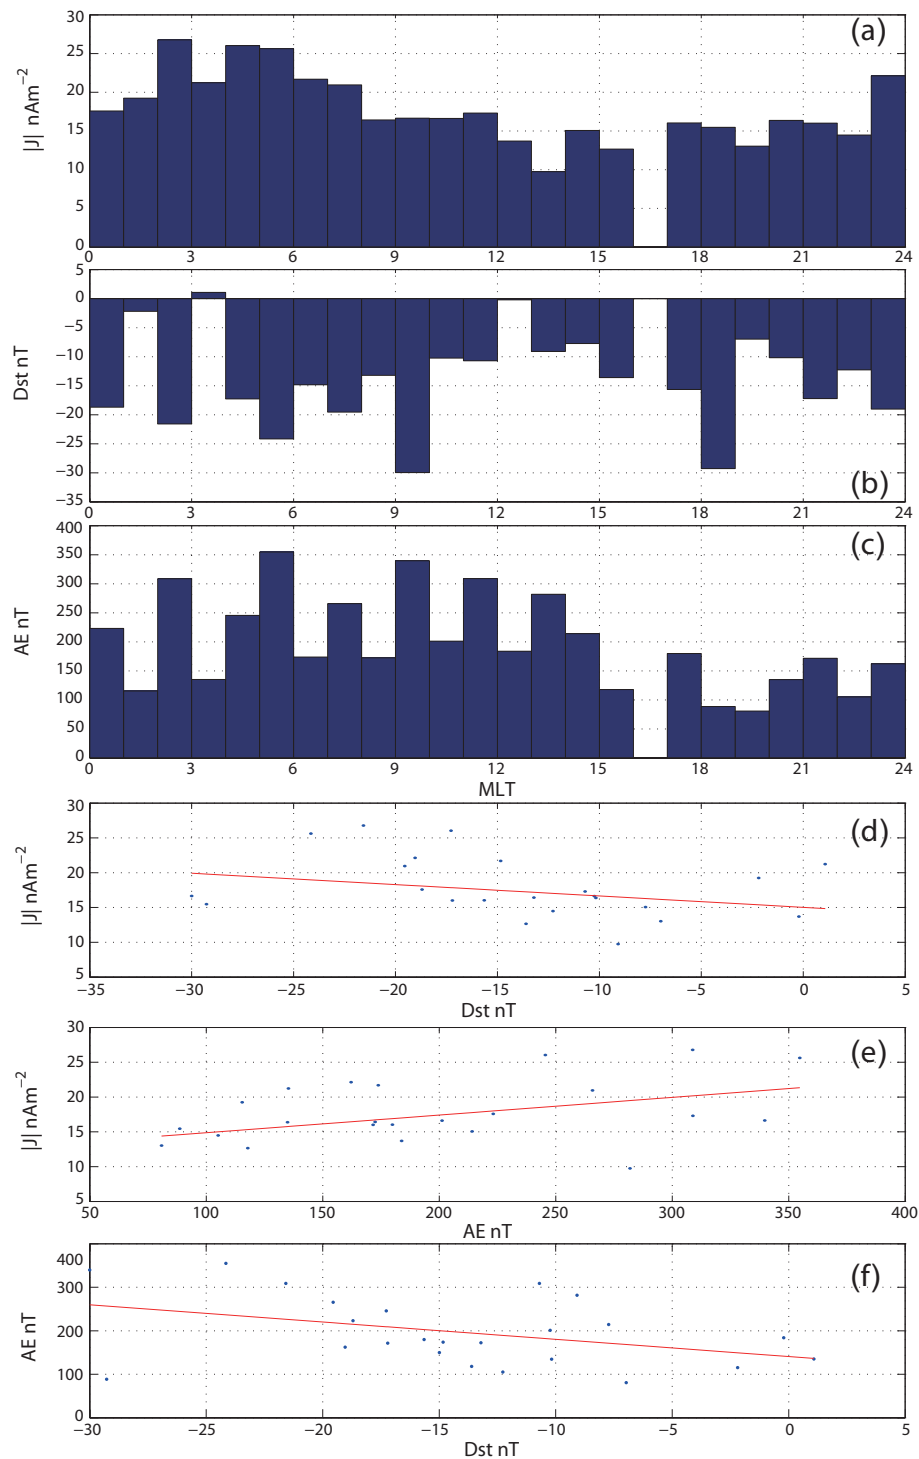 (a)
|J| nAm−2
30
25
20
15
10
5
0
0 3 6 9 12 15 18 21 24
(b)
Dst nT
5
0
−5
−10
−15
−20
−25
−30
−35
0 3 6 9 12 15 18 21 24
(c)
AE nT
400
350
300
250
200
150
100
50
0
0 3 6 9 12 15 18 21 24
MLT
(d)
|J| nAm−2
30
25
20
15
10
5
−35 −30 −25 −20 −15 −10 −5 0 5
Dst nT
(e)
|J| nAm−2
30
25
20
15
10
5
50 100 150 200 250 300 350 400
AE nT
(f)
AE nT
400
300
200
100
0
−30 −25 −20 −15 −10 −5 0 5
Dst nT